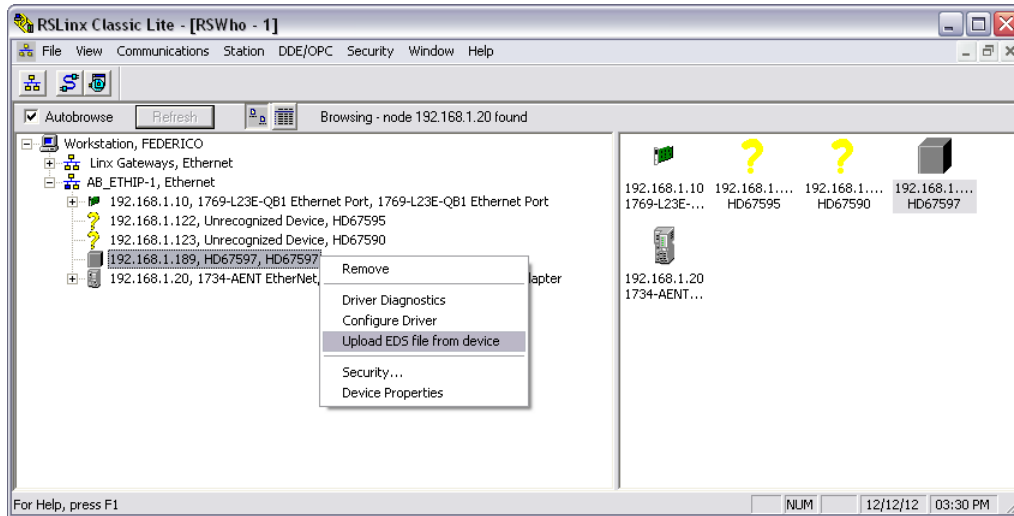 RSLinx Classic Lite - [RSWho - 1]
File View Communications Station DDE/OPC Security Window Help
Autobrowse Refresh Browsing - node 192.168.1.20 found
Workstation, FEDERICO
Linx Gateways, Ethernet
AB_ETHIP-1, Ethernet
192.168.1.10, 1769-L23E-QB1 Ethernet Port, 1769-L23E-QB1 Ethernet Port
192.168.1.122, Unrecognized Device, HD67595
192.168.1.123, Unrecognized Device, HD67590
192.168.1.189, HD67597, HD67597
192.168.1.20, 1734-AENT EtherNet,
Remove
Driver Diagnostics
Configure Driver
Upload EDS file from device
Security...
Device Properties
192.168.1.10 192.168.1.... 192.168.1.... 192.168.1....
1769-L23E-... HD67595 HD67590 HD67597
192.168.1.20
1734-AENT...
For Help, press F1 NUM 12/12/12 03:30 PM